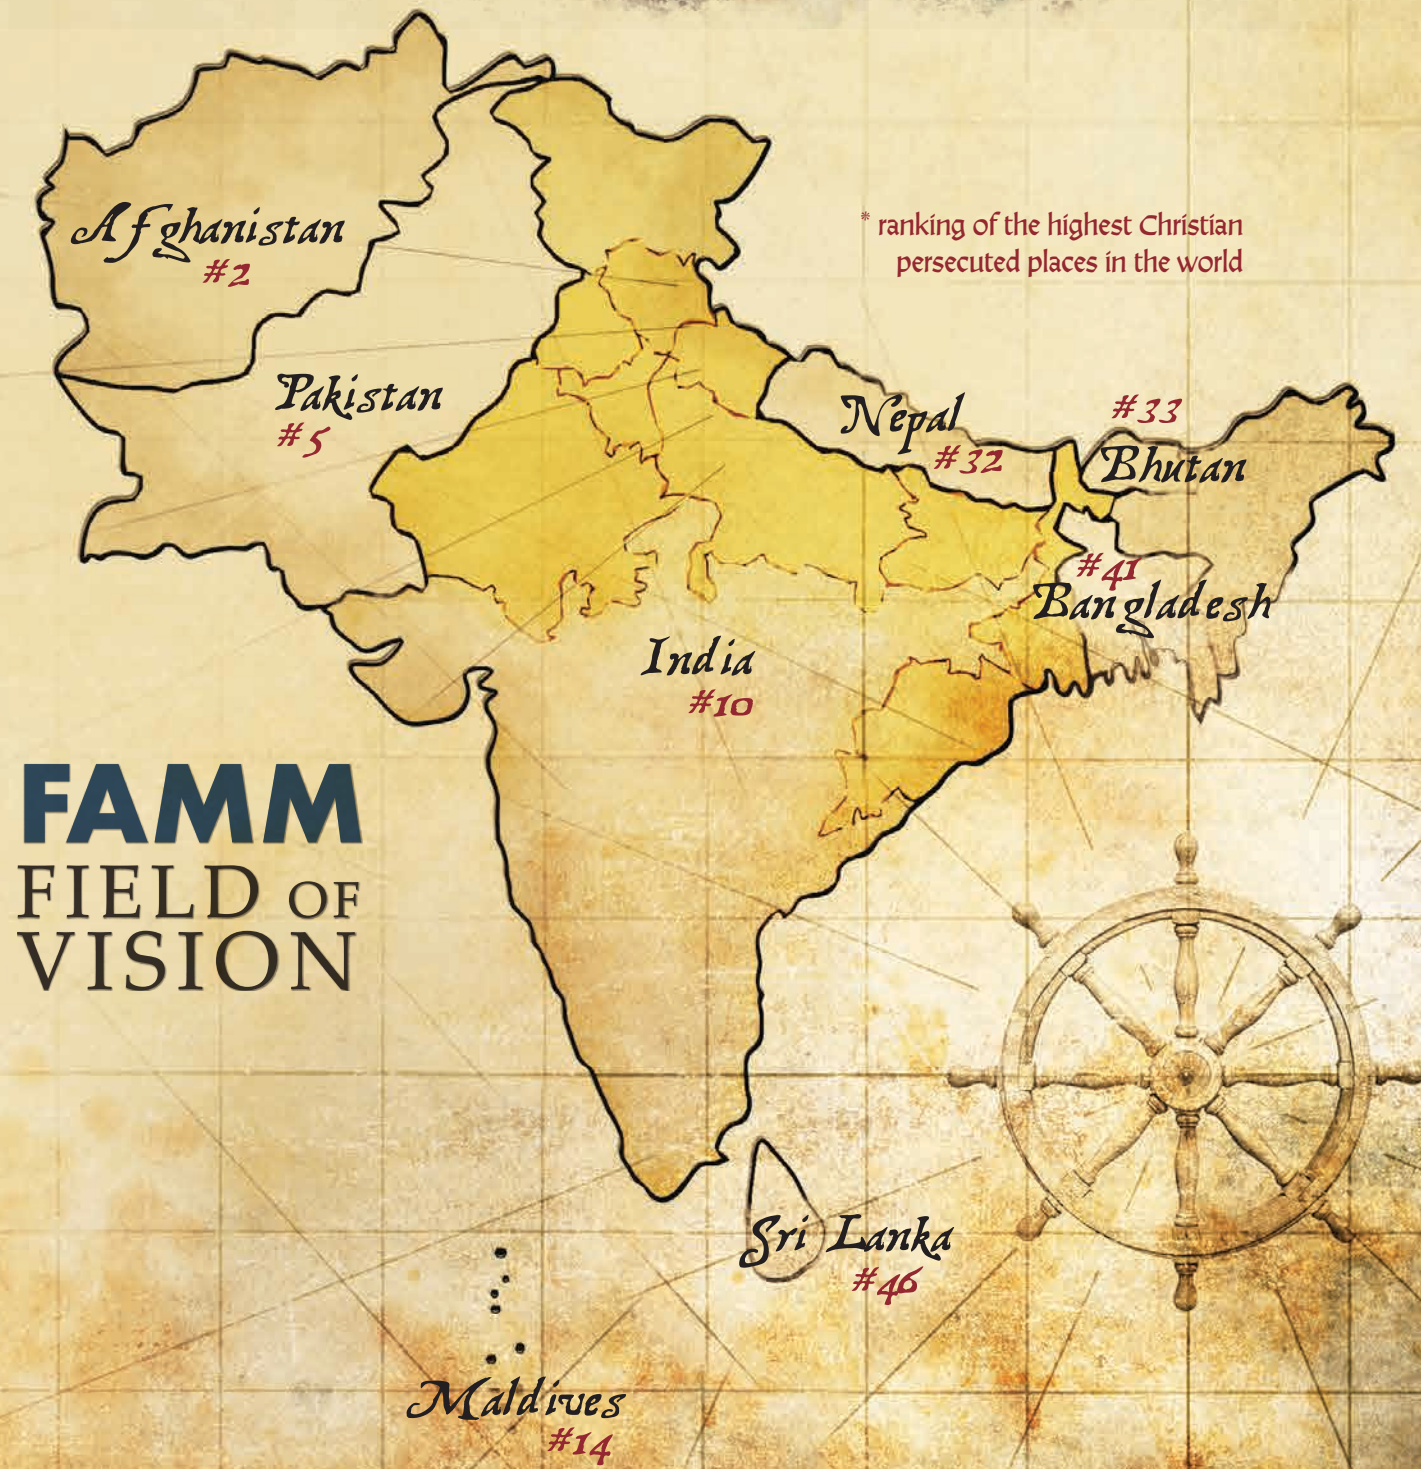 Afghanistan
#2
* ranking of the highest Christian
persecuted places in the world
Pakistan
#5
Nepal
#32
#33
Bhutan
#41
Bangladesh
India
#10
FAMM
FIELD OF
VISION
Sri Lanka
#46
Maldives
#14